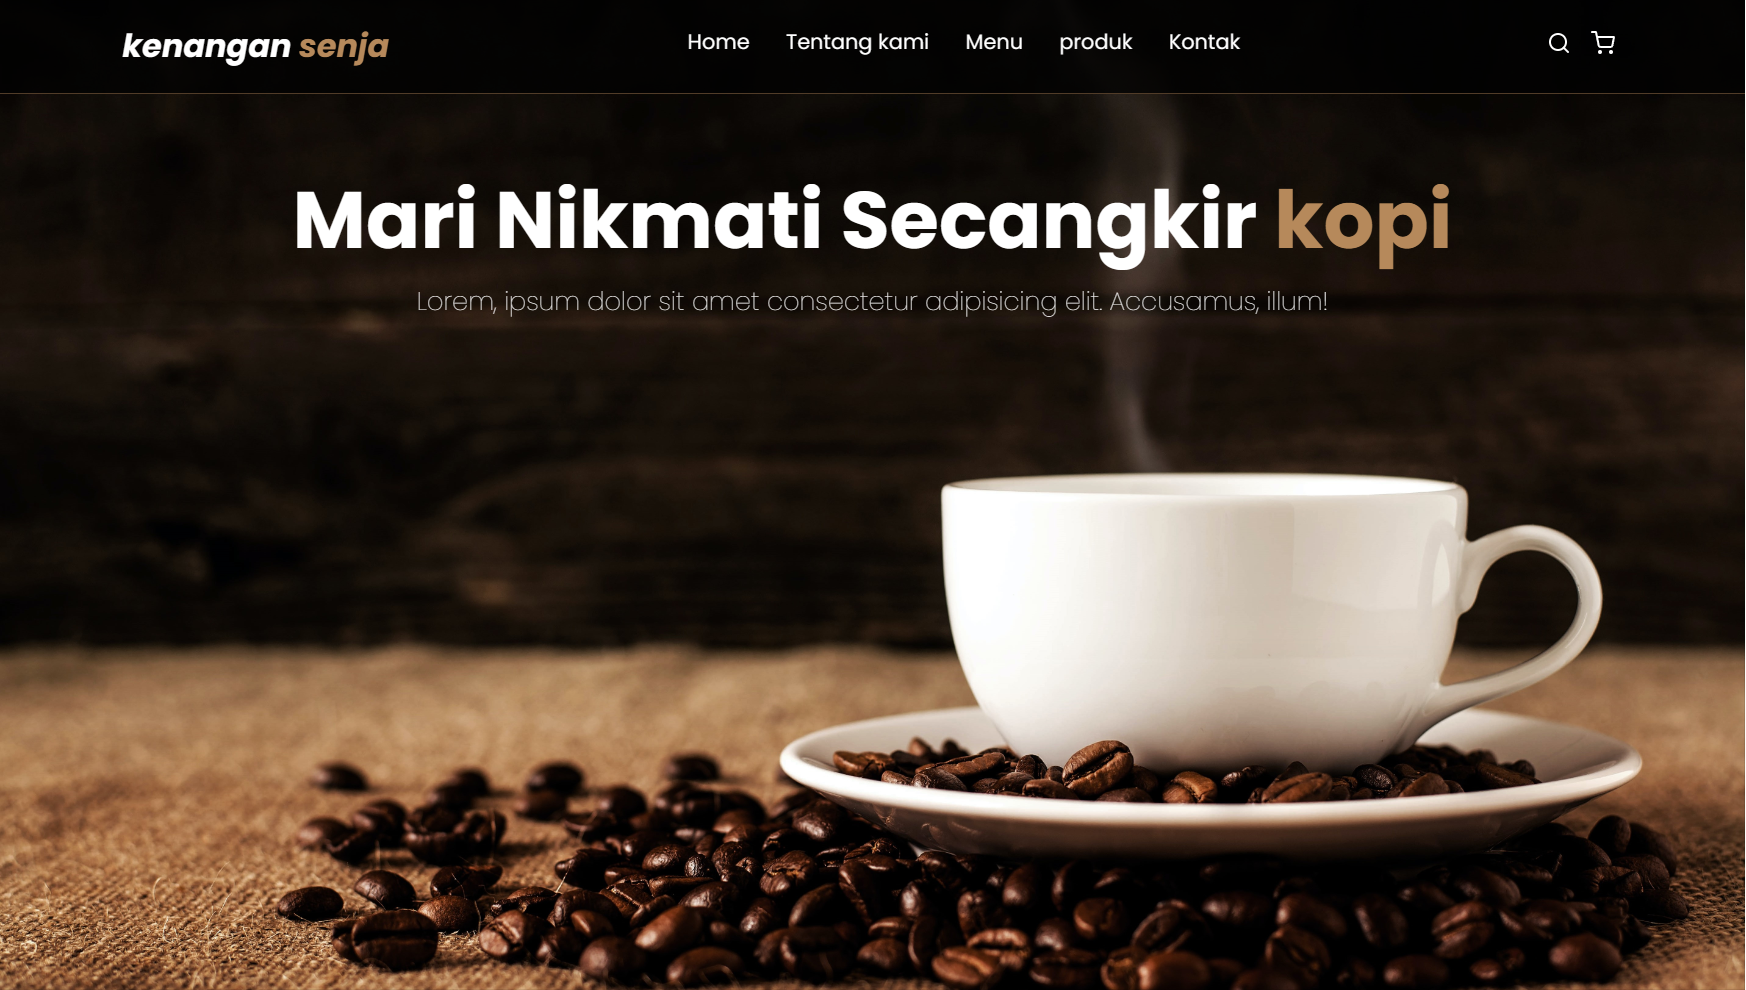 kenangan senja
Home Tentang kami Menu produk Kontak
Mari Nikmati Secangkir kopi
Lorem, ipsum dolor sit amet consectetur adipisicing elit. Accusamus, illum!